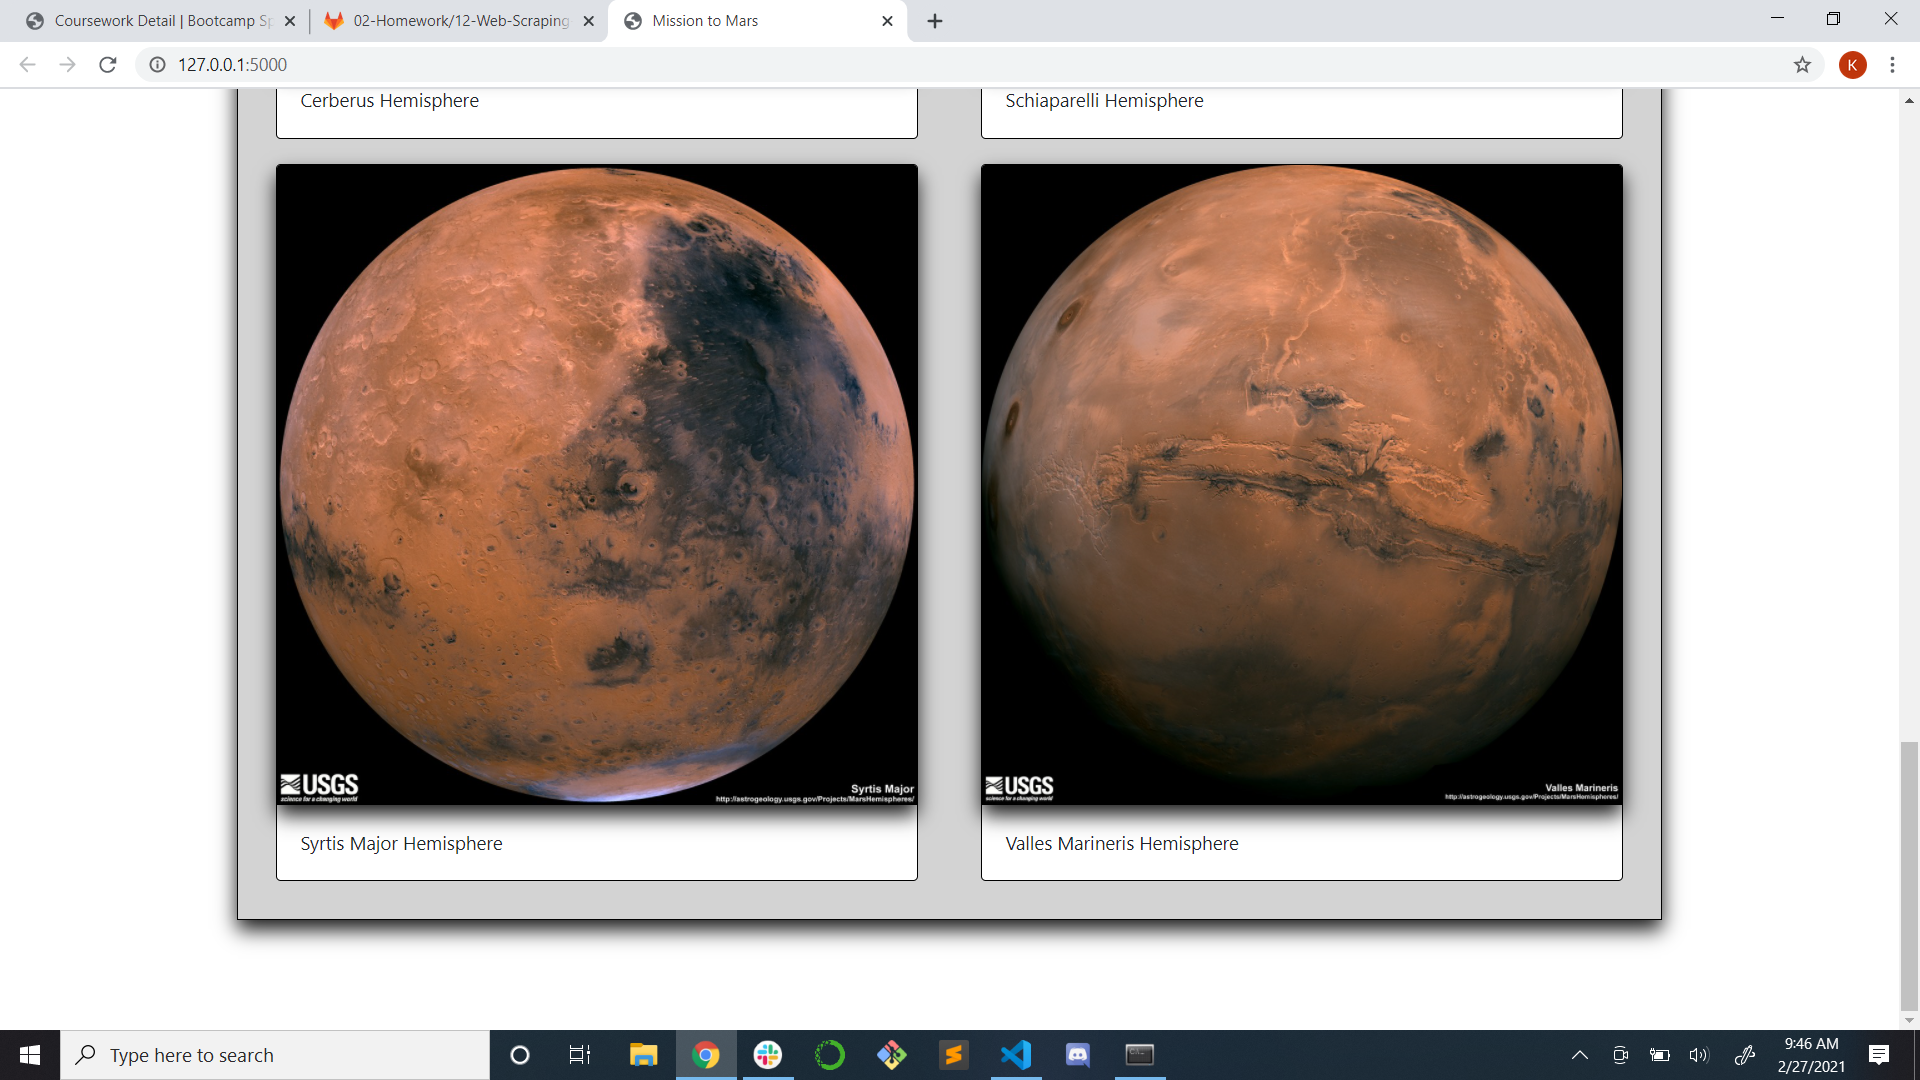 Coursework Detail | Bootcamp Sp
02-Homework/12-Web-Scraping
Mission to Mars
127.0.0.1:5000
K
Cerberus Hemisphere
Schiaparelli Hemisphere
USGS
science for a changing world
Syrtis Major
http://astrogeology.usgs.gov/Projects/MarsHemispheres/
USGS
science for a changing world
Valles Marineris
http://astrogeology.usgs.gov/Projects/MarsHemispheres/
Syrtis Major Hemisphere
Valles Marineris Hemisphere
Type here to search
9:46 AM
2/27/2021